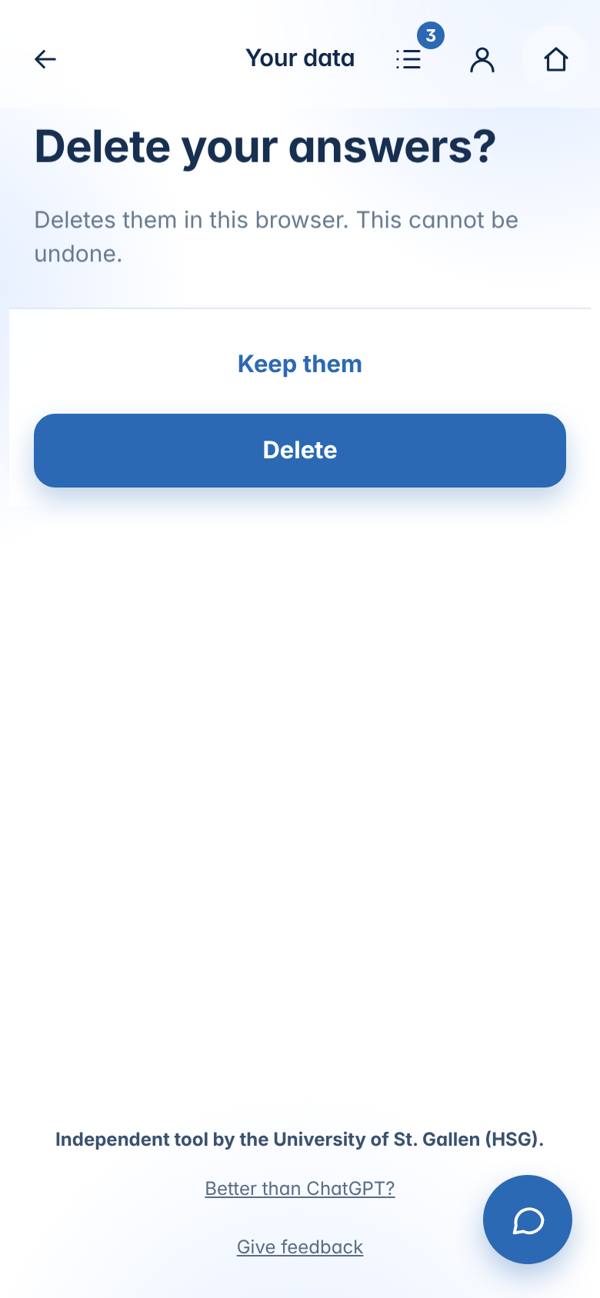 Your data
3
Delete your answers?
Deletes them in this browser. This cannot be
undone.
Keep them
Delete
Independent tool by the University of St. Gallen (HSG).
Better than ChatGPT?
Give feedback